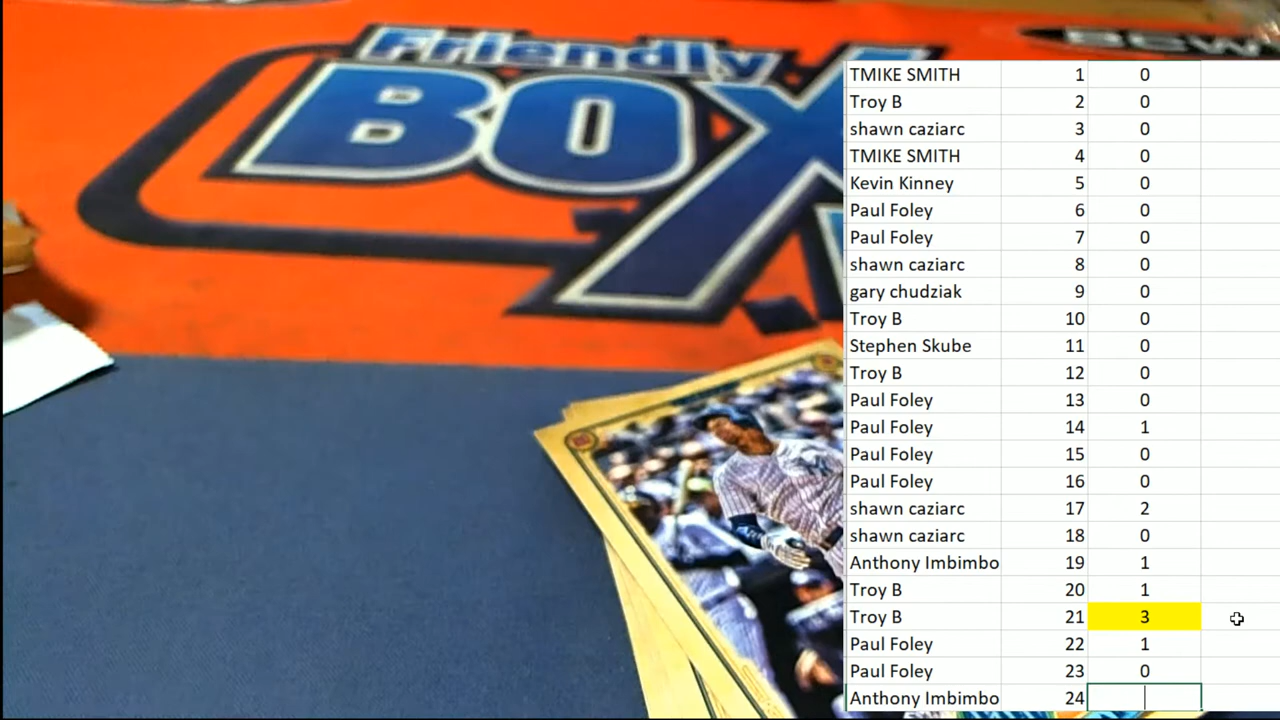 Friendly
BOX
BCW
TMIKE SMITH 1 0
Troy B 2 0
shawn caziarc 3 0
TMIKE SMITH 4 0
Kevin Kinney 5 0
Paul Foley 6 0
Paul Foley 7 0
shawn caziarc 8 0
gary chudziak 9 0
Troy B 10 0
Stephen Skube 11 0
Troy B 12 0
Paul Foley 13 0
Paul Foley 14 1
Paul Foley 15 0
Paul Foley 16 0
shawn caziarc 17 2
shawn caziarc 18 0
Anthony Imbimbo 19 1
Troy B 20 1
Troy B 21 3
Paul Foley 22 1
Paul Foley 23 0
Anthony Imbimbo 24